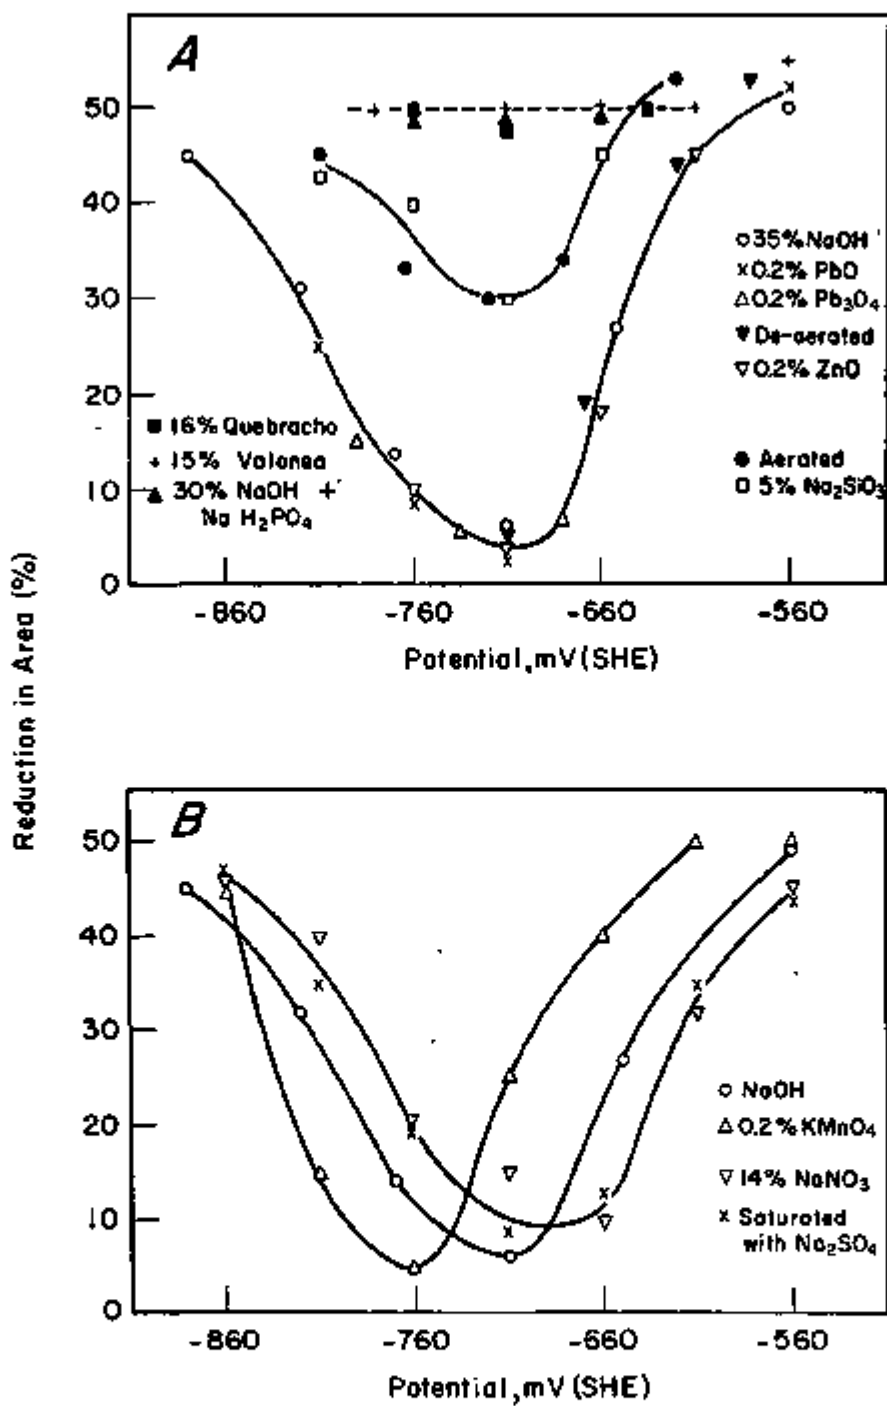 A
50
40
30
20
10
0
○ 35% NaOH
× 0.2% PbO
△ 0.2% Pb₃O₄
▼ De-aerated
▽ 0.2% ZnO
● Aerated
□ 5% Na₂SiO₃
■ 16% Quebracho
+ 15% Valonea
▲ 30% NaOH +
Na H₂PO₄
-860 -760 -660 -560
Potential, mV (SHE)
Reduction in Area (%)
B
50
40
30
20
10
0
○ NaOH
△ 0.2% KMnO₄
▽ 14% NaNO₃
× Saturated
with Na₂SO₄
-860 -760 -660 -560
Potential, mV (SHE)